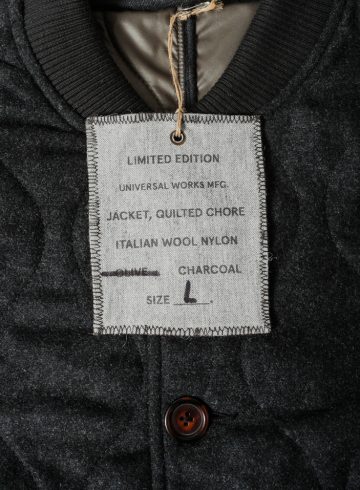 LIMITED EDITION
UNIVERSAL WORKS MFG.
JACKET, QUILTED CHORE
ITALIAN WOOL NYLON
OLIVE CHARCOAL
SIZE L.